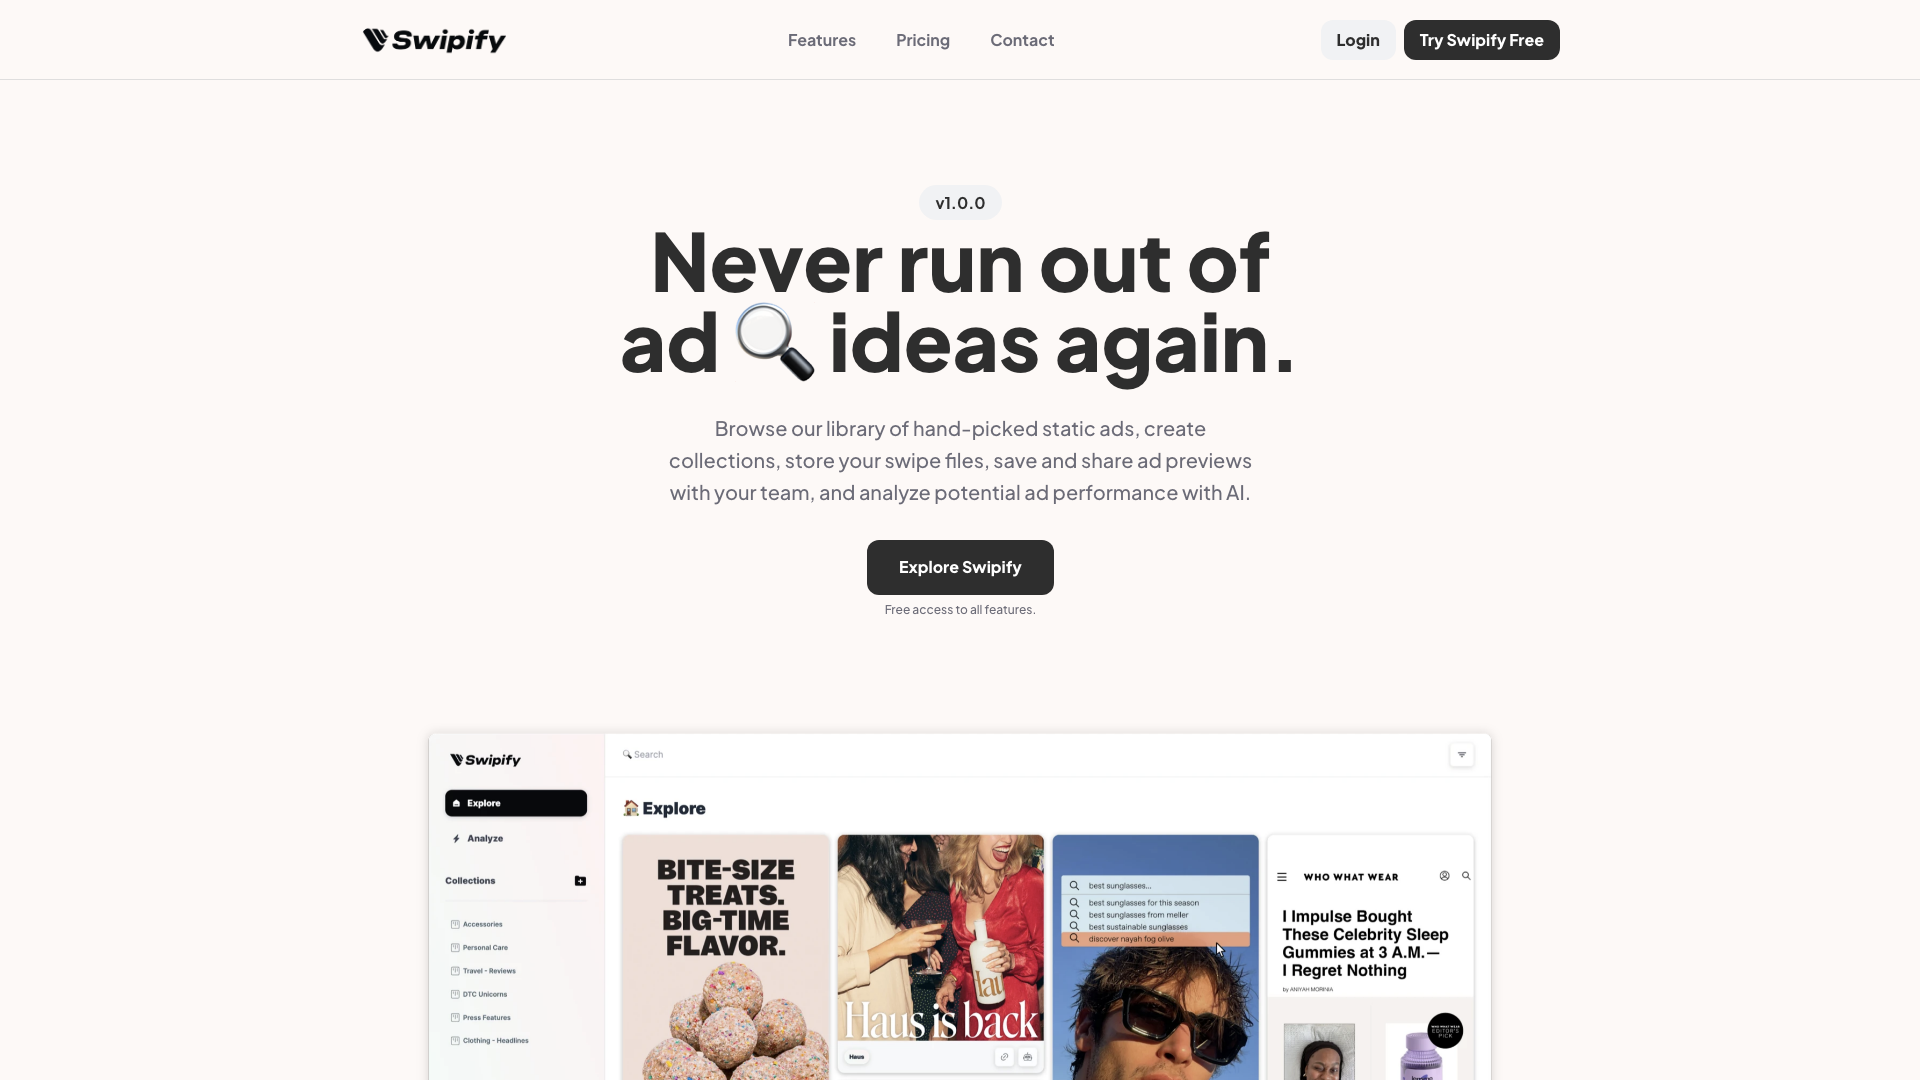 Swipify
Features
Pricing
Contact
Login
Try Swipify Free
v1.0.0
Never run out of
ad 🔍 ideas again.
Browse our library of hand-picked static ads, create
collections, store your swipe files, save and share ad previews
with your team, and analyze potential ad performance with AI.
Explore Swipify
Free access to all features.
Swipify
Explore
Analyze
Collections
Accessories
Personal Care
Travel - Reviews
DTC Unicorns
Press Features
Clothing - Headlines
Search
Explore
BITE-SIZE
TREATS.
BIG-TIME
FLAVOR.
Haus is back
Haus
best sunglasses...
best sunglasses for this season
best sunglasses from meller
best sustainable sunglasses
discover nayah fog olive
WHO WHAT WEAR
I Impulse Bought
These Celebrity Sleep
Gummies at 3 A.M.—
I Regret Nothing
by ANIYAH MORINIA
WHO WHAT WEAR
EDITOR'S
PICK